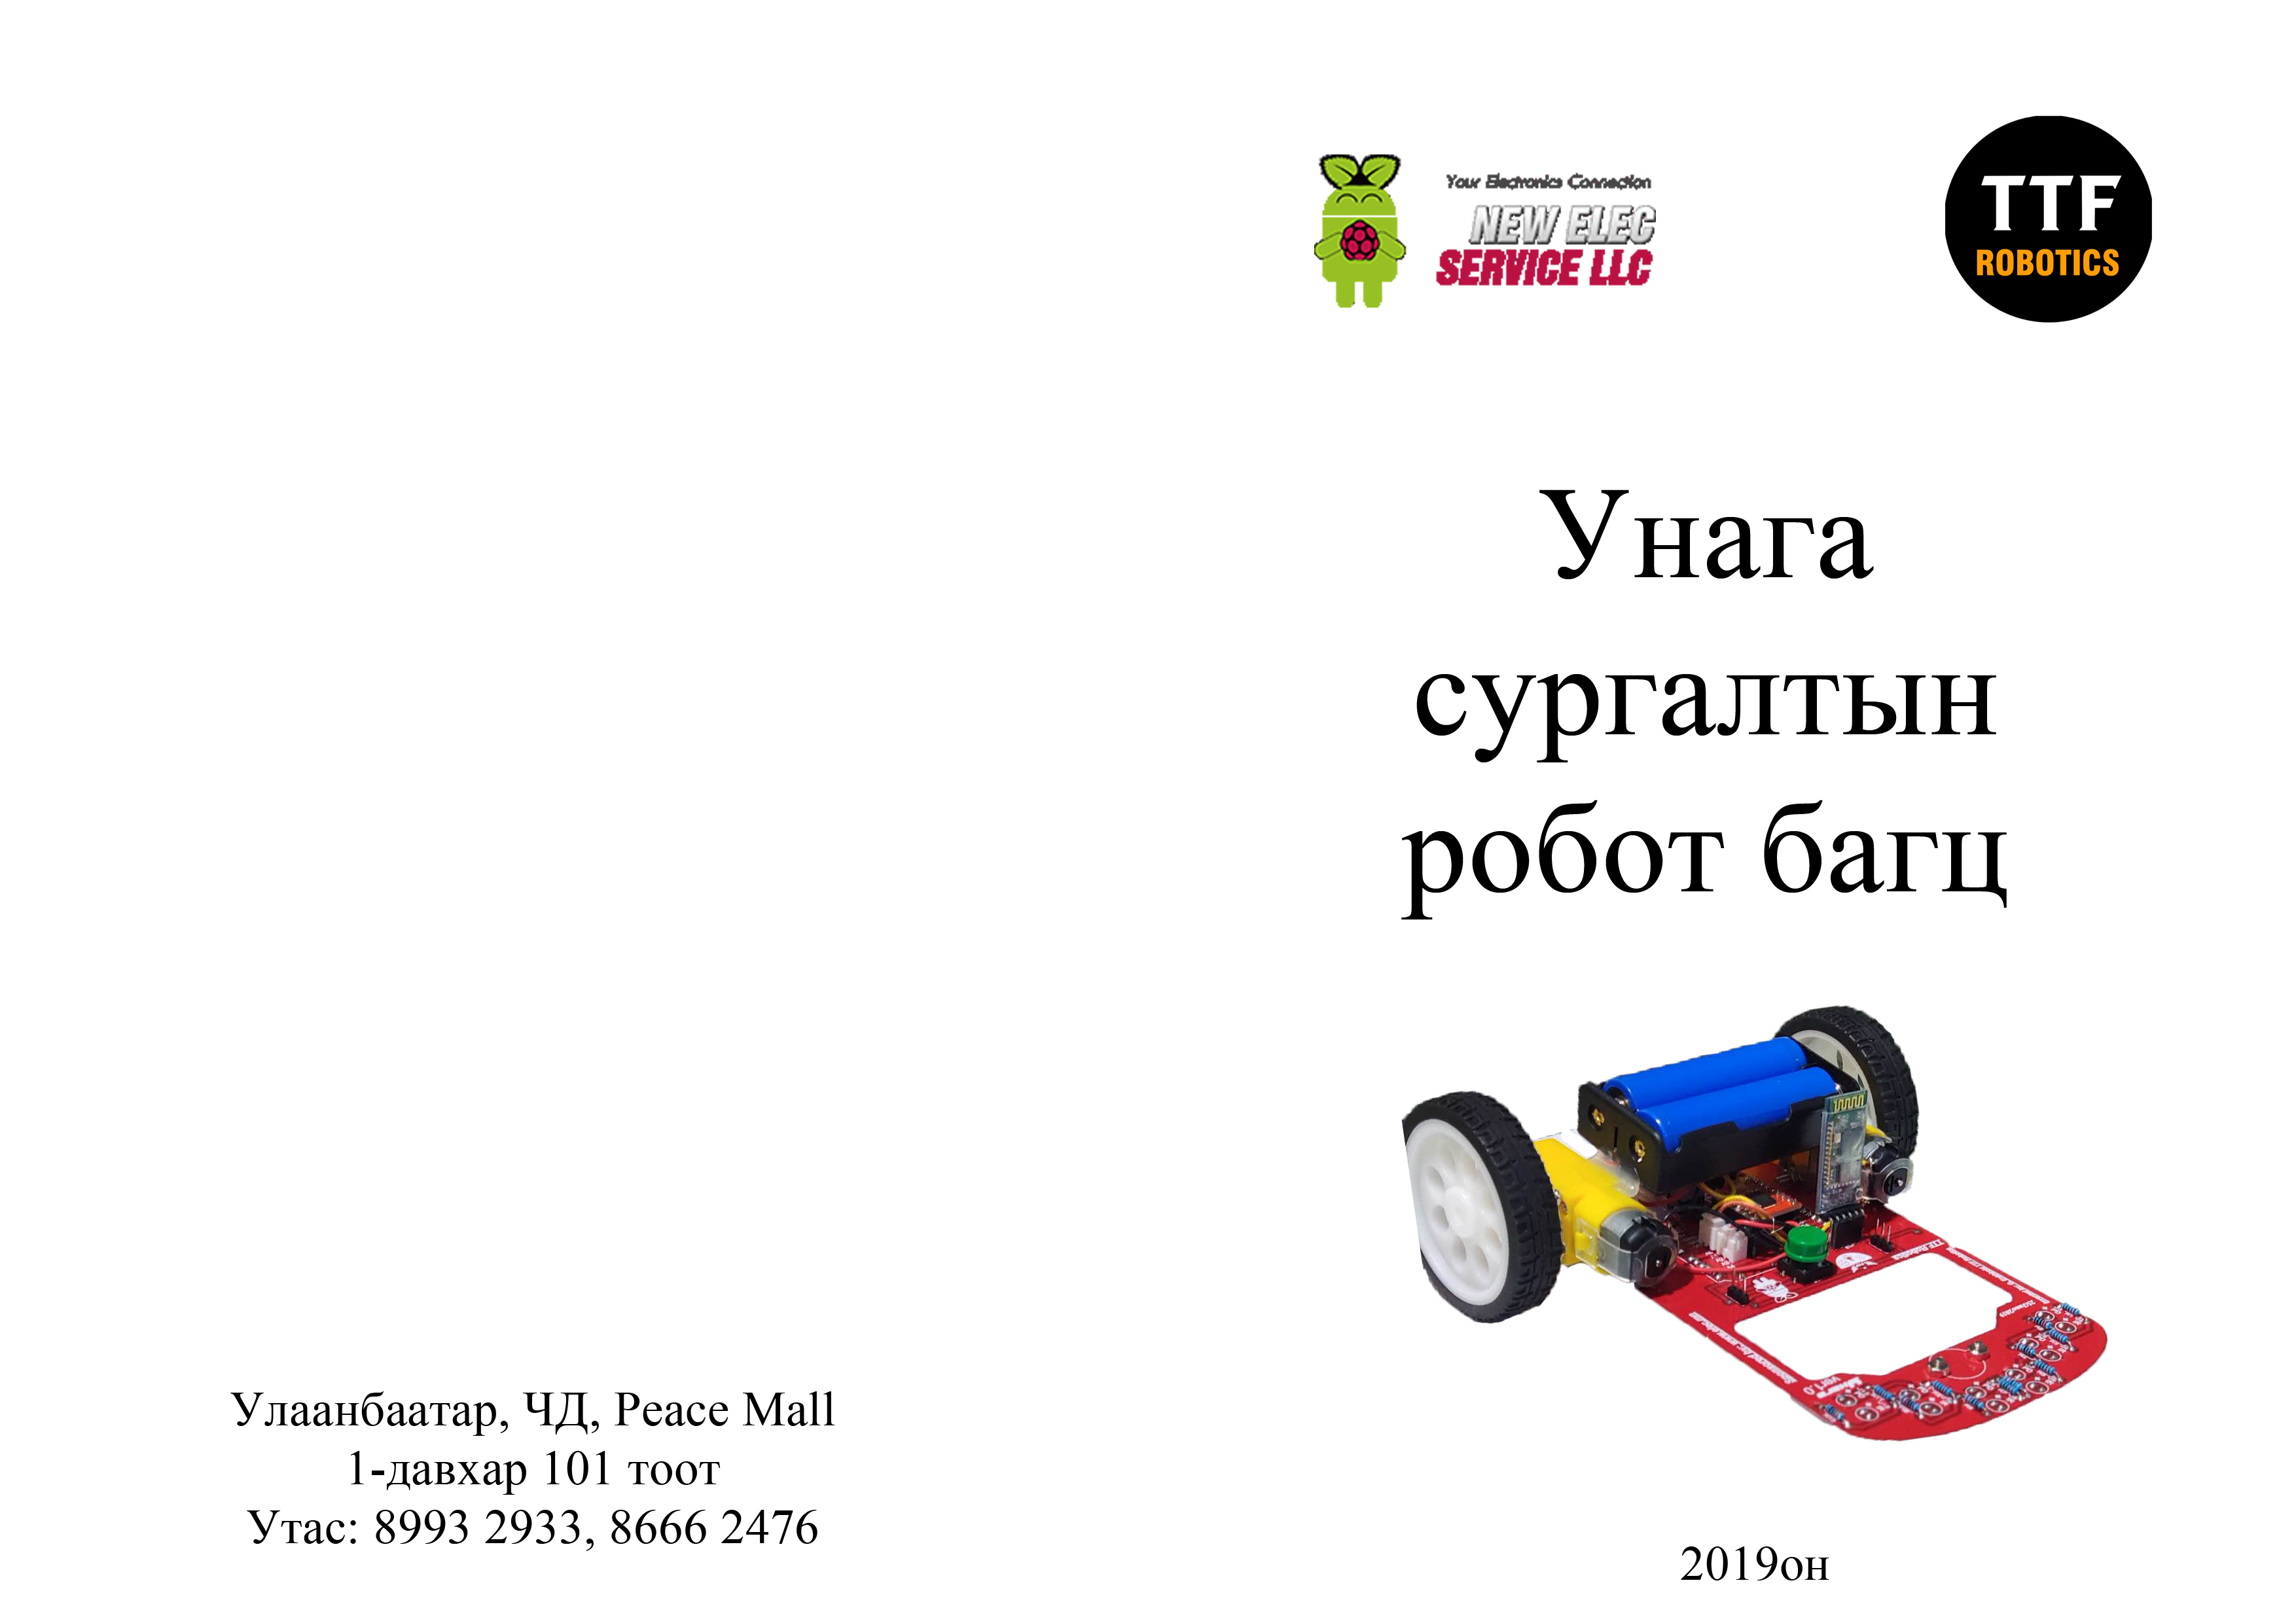 Your Electronics Connection
NEW ELEC
SERVICE LLC
TTF
ROBOTICS
Унага
сургалтын
робот багц
Улаанбаатар, ЧД, Peace Mall
1-давхар 101 тоот
Утас: 8993 2933, 8666 2476
2019он